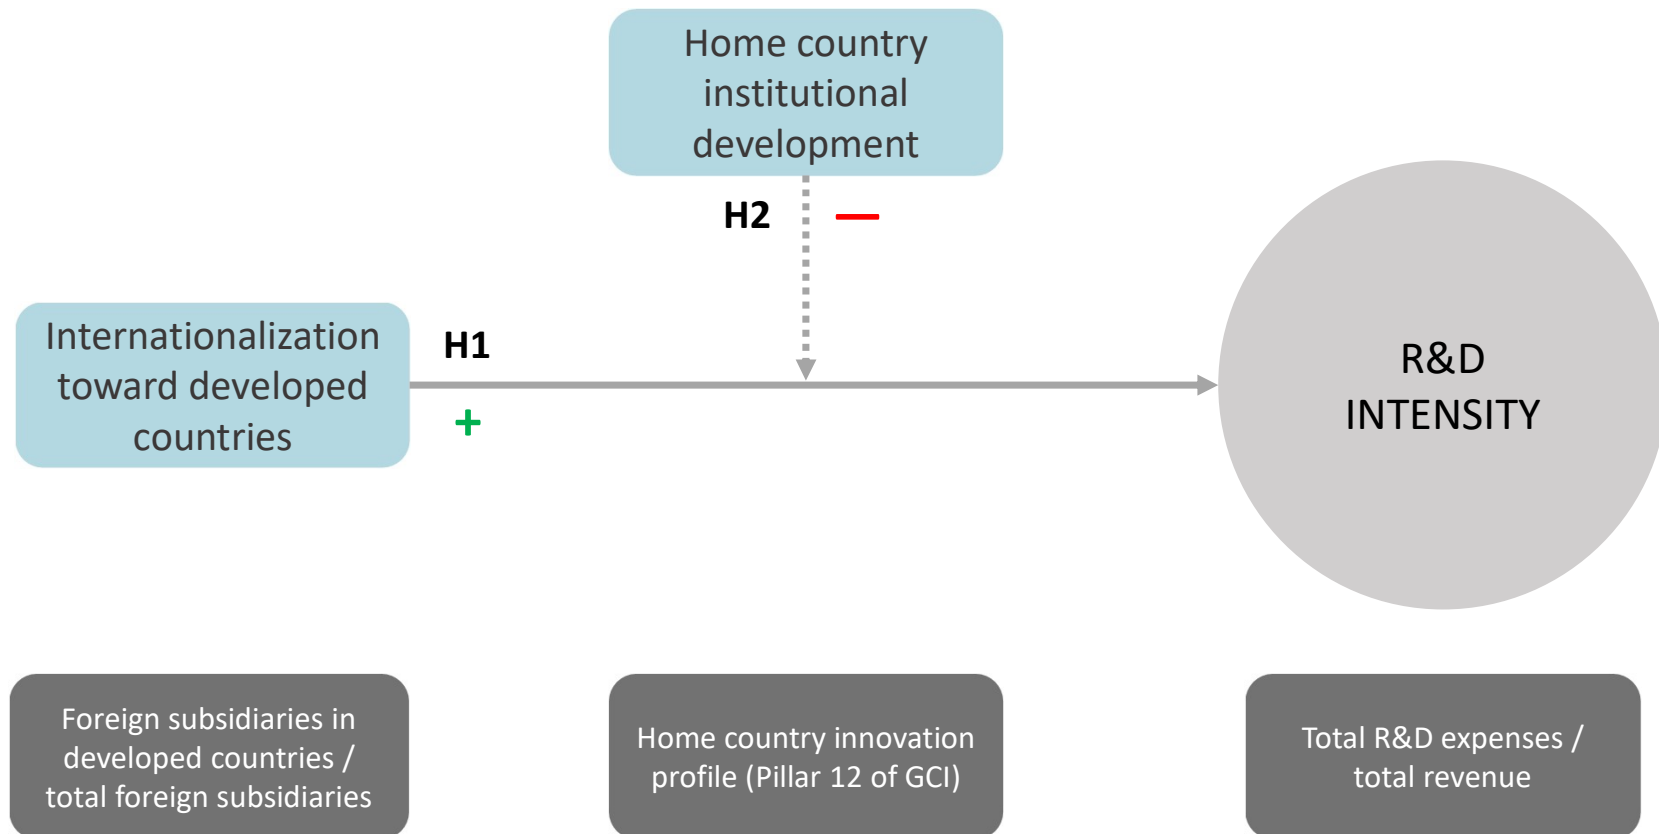 Home country
institutional
development
H2
—
Internationalization
toward developed
countries
H1
+
R&D
INTENSITY
Foreign subsidiaries in
developed countries /
total foreign subsidiaries
Home country innovation
profile (Pillar 12 of GCI)
Total R&D expenses /
total revenue